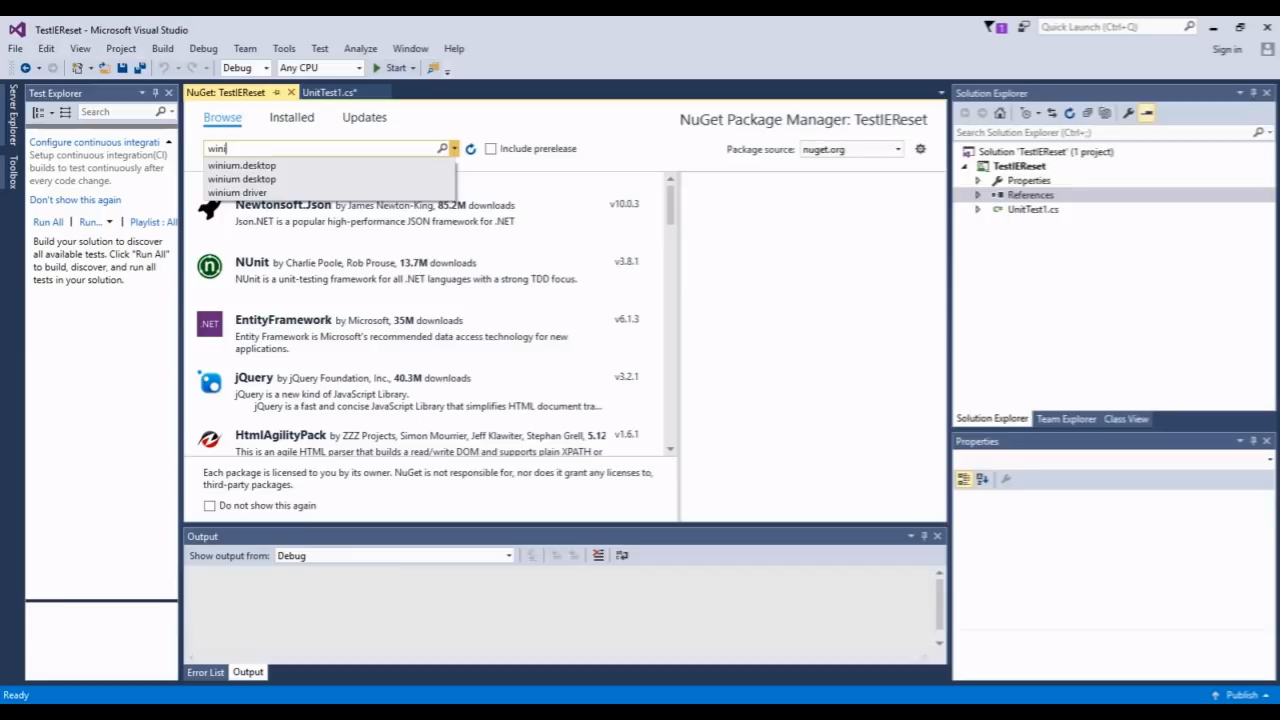 TestIEReset - Microsoft Visual Studio
Quick Launch (Ctrl+Q)
File Edit View Project Build Debug Team Tools Test Analyze Window Help
Sign in
Debug Any CPU Start
Server Explorer
Toolbox
Test Explorer
Search
Configure continuous integrati
Setup continuous integration(CI)
builds to test continuously after
every code change.
Don't show this again
Run All Run... Playlist : All
Build your solution to discover
all available tests. Click "Run All"
to build, discover, and run all
tests in your solution.
NuGet: TestIEReset UnitTest1.cs*
Browse Installed Updates
NuGet Package Manager: TestIEReset
wini
Include prerelease
Package source: nuget.org
winium.desktop
winium desktop
winium driver
Newtonsoft.Json by James Newton-King, 85.2M downloads v10.0.3
Json.NET is a popular high-performance JSON framework for .NET
NUnit by Charlie Poole, Rob Prouse, 13.7M downloads v3.8.1
NUnit is a unit-testing framework for all .NET languages with a strong TDD focus.
.NET
EntityFramework by Microsoft, 35M downloads v6.1.3
Entity Framework is Microsoft's recommended data access technology for new
applications.
jQuery by jQuery Foundation, Inc., 40.3M downloads v3.2.1
jQuery is a new kind of JavaScript Library.
jQuery is a fast and concise JavaScript Library that simplifies HTML document tra...
HtmlAgilityPack by ZZZ Projects, Simon Mourrier, Jeff Klawiter, Stephan Grell, 5.12 v1.6.1
This is an agile HTML parser that builds a read/write DOM and supports plain XPATH or
Each package is licensed to you by its owner. NuGet is not responsible for, nor does it grant any licenses to,
third-party packages.
Do not show this again
Output
Show output from: Debug
Error List Output
Solution Explorer
Search Solution Explorer (Ctrl+;)
Solution 'TestIEReset' (1 project)
TestIEReset
Properties
References
UnitTest1.cs
Solution Explorer Team Explorer Class View
Properties
Ready
Publish